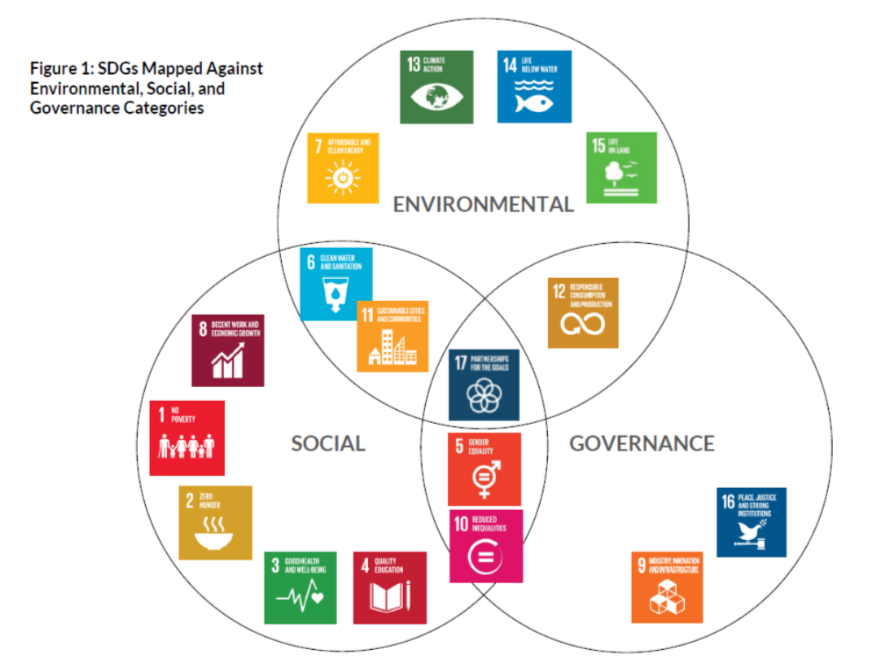 Figure 1: SDGs Mapped Against
Environmental, Social, and
Governance Categories
13 CLIMATE
ACTION
14 LIFE
BELOW WATER
7 AFFORDABLE AND
CLEAN ENERGY
15 LIFE
ON LAND
ENVIRONMENTAL
6 CLEAN WATER
AND SANITATION
12 RESPONSIBLE
CONSUMPTION
AND PRODUCTION
11 SUSTAINABLE CITIES
AND COMMUNITIES
8 DECENT WORK AND
ECONOMIC GROWTH
17 PARTNERSHIPS
FOR THE GOALS
1 NO
POVERTY
SOCIAL
5 GENDER
EQUALITY
GOVERNANCE
2 ZERO
HUNGER
16 PEACE, JUSTICE
AND STRONG
INSTITUTIONS
10 REDUCED
INEQUALITIES
3 GOOD HEALTH
AND WELL-BEING
4 QUALITY
EDUCATION
9 INDUSTRY, INNOVATION
AND INFRASTRUCTURE